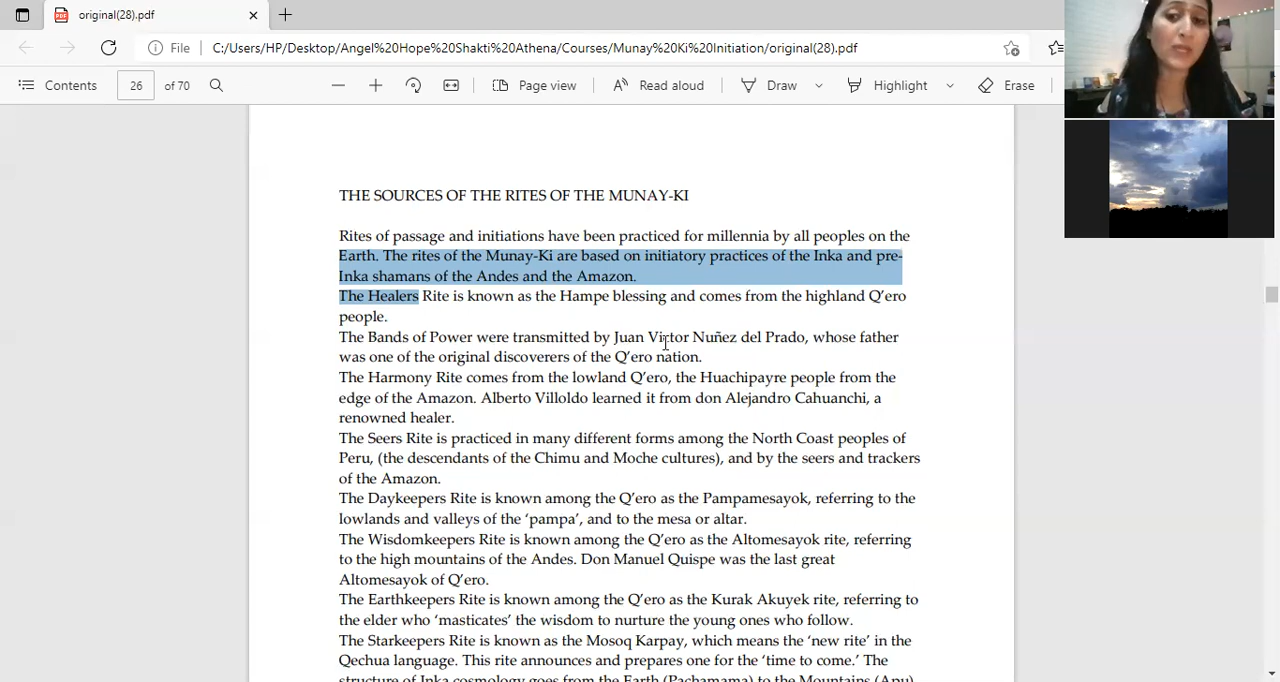 original(28).pdf
File
C:/Users/HP/Desktop/Angel%20Hope%20Shakti%20Athena/Courses/Munay%20Ki%20Initiation/original(28).pdf
Contents
26
of 70
Page view
Read aloud
Draw
Highlight
Erase
THE SOURCES OF THE RITES OF THE MUNAY-KI
Rites of passage and initiations have been practiced for millennia by all peoples on the
Earth. The rites of the Munay-Ki are based on initiatory practices of the Inka and pre-
Inka shamans of the Andes and the Amazon.
The Healers Rite is known as the Hampe blessing and comes from the highland Q’ero
people.
The Bands of Power were transmitted by Juan Victor Nuñez del Prado, whose father
was one of the original discoverers of the Q’ero nation.
The Harmony Rite comes from the lowland Q’ero, the Huachipayre people from the
edge of the Amazon. Alberto Villoldo learned it from don Alejandro Cahuanchi, a
renowned healer.
The Seers Rite is practiced in many different forms among the North Coast peoples of
Peru, (the descendants of the Chimu and Moche cultures), and by the seers and trackers
of the Amazon.
The Daykeepers Rite is known among the Q’ero as the Pampamesayok, referring to the
lowlands and valleys of the ‘pampa’, and to the mesa or altar.
The Wisdomkeepers Rite is known among the Q’ero as the Altomesayok rite, referring
to the high mountains of the Andes. Don Manuel Quispe was the last great
Altomesayok of Q’ero.
The Earthkeepers Rite is known among the Q’ero as the Kurak Akuyek rite, referring to
the elder who ‘masticates’ the wisdom to nurture the young ones who follow.
The Starkeepers Rite is known as the Mosoq Karpay, which means the ‘new rite’ in the
Qechua language. This rite announces and prepares one for the ‘time to come.’ The
structure of Inka cosmology goes from the Earth (Pachamama) to the Mountains (Apu)